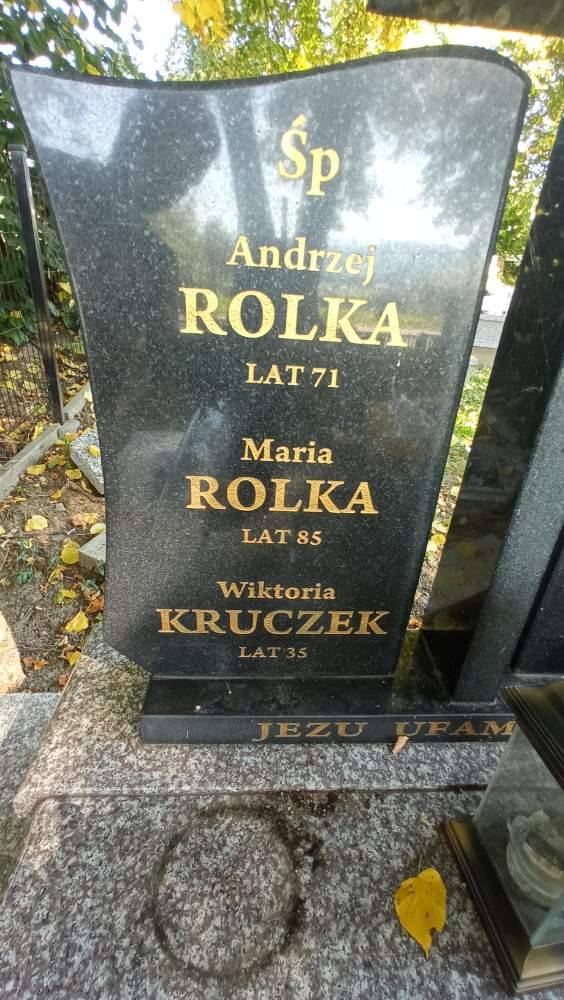 Śp
Andrzej
ROLKA
LAT 71
Maria
ROLKA
LAT 85
Wiktoria
KRUCZEK
LAT 35
JEZU UFAM